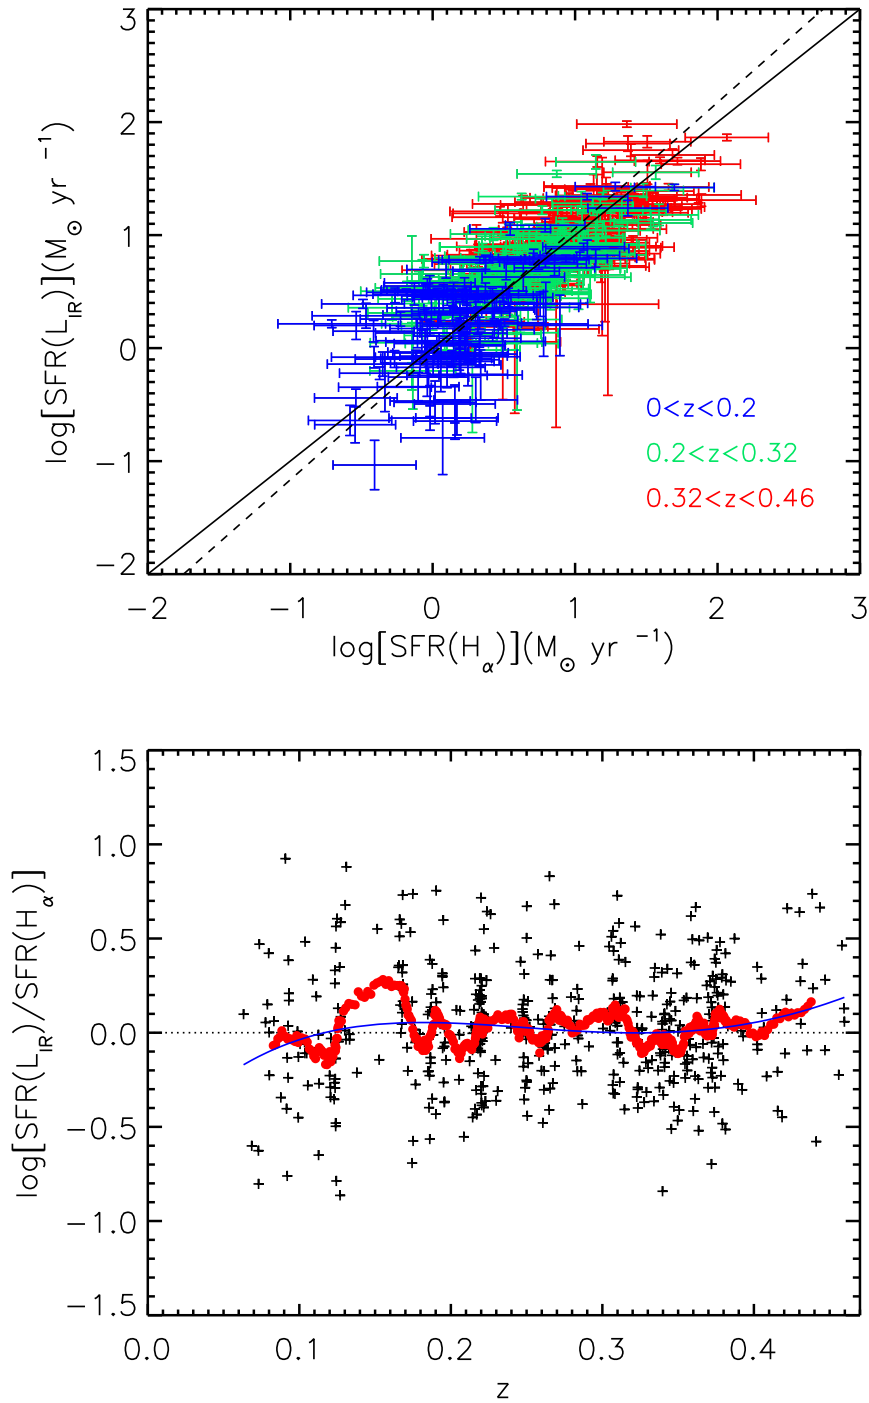 3
2
1
0
−1
−2
log[SFR(L_IR)](M_⊙ yr ⁻¹)
0<z<0.2
0.2<z<0.32
0.32<z<0.46
−2 −1 0 1 2 3
log[SFR(H_α)](M_⊙ yr ⁻¹)
1.5
1.0
0.5
0.0
−0.5
−1.0
−1.5
log[SFR(L_IR)/SFR(H_α)]
0.0 0.1 0.2 0.3 0.4
z